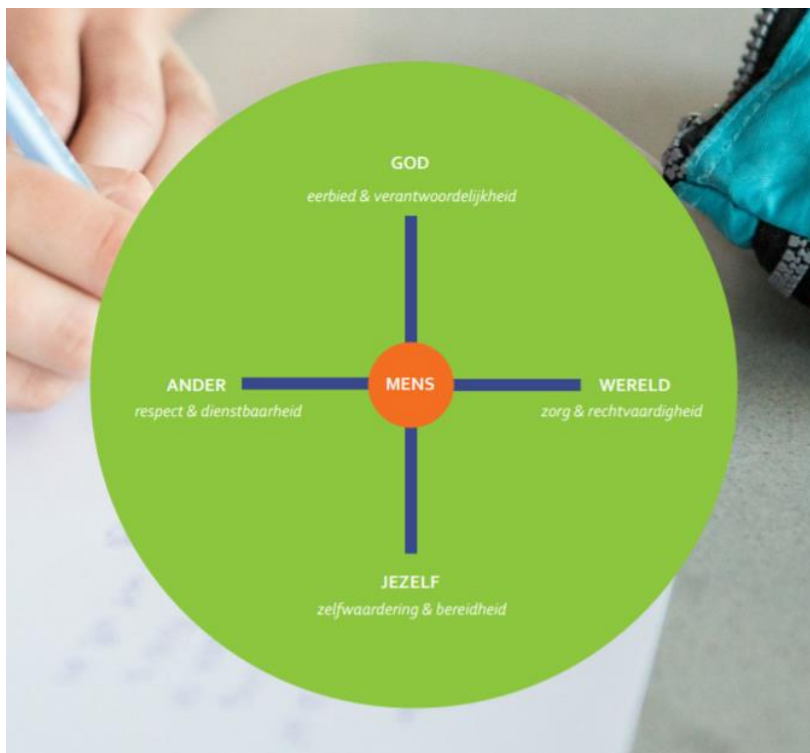 GOD
eerbied & verantwoordelijkheid
ANDER
MENS
WERELD
respect & dienstbaarheid
zorg & rechtvaardigheid
JEZELF
zelfwaardering & bereidheid